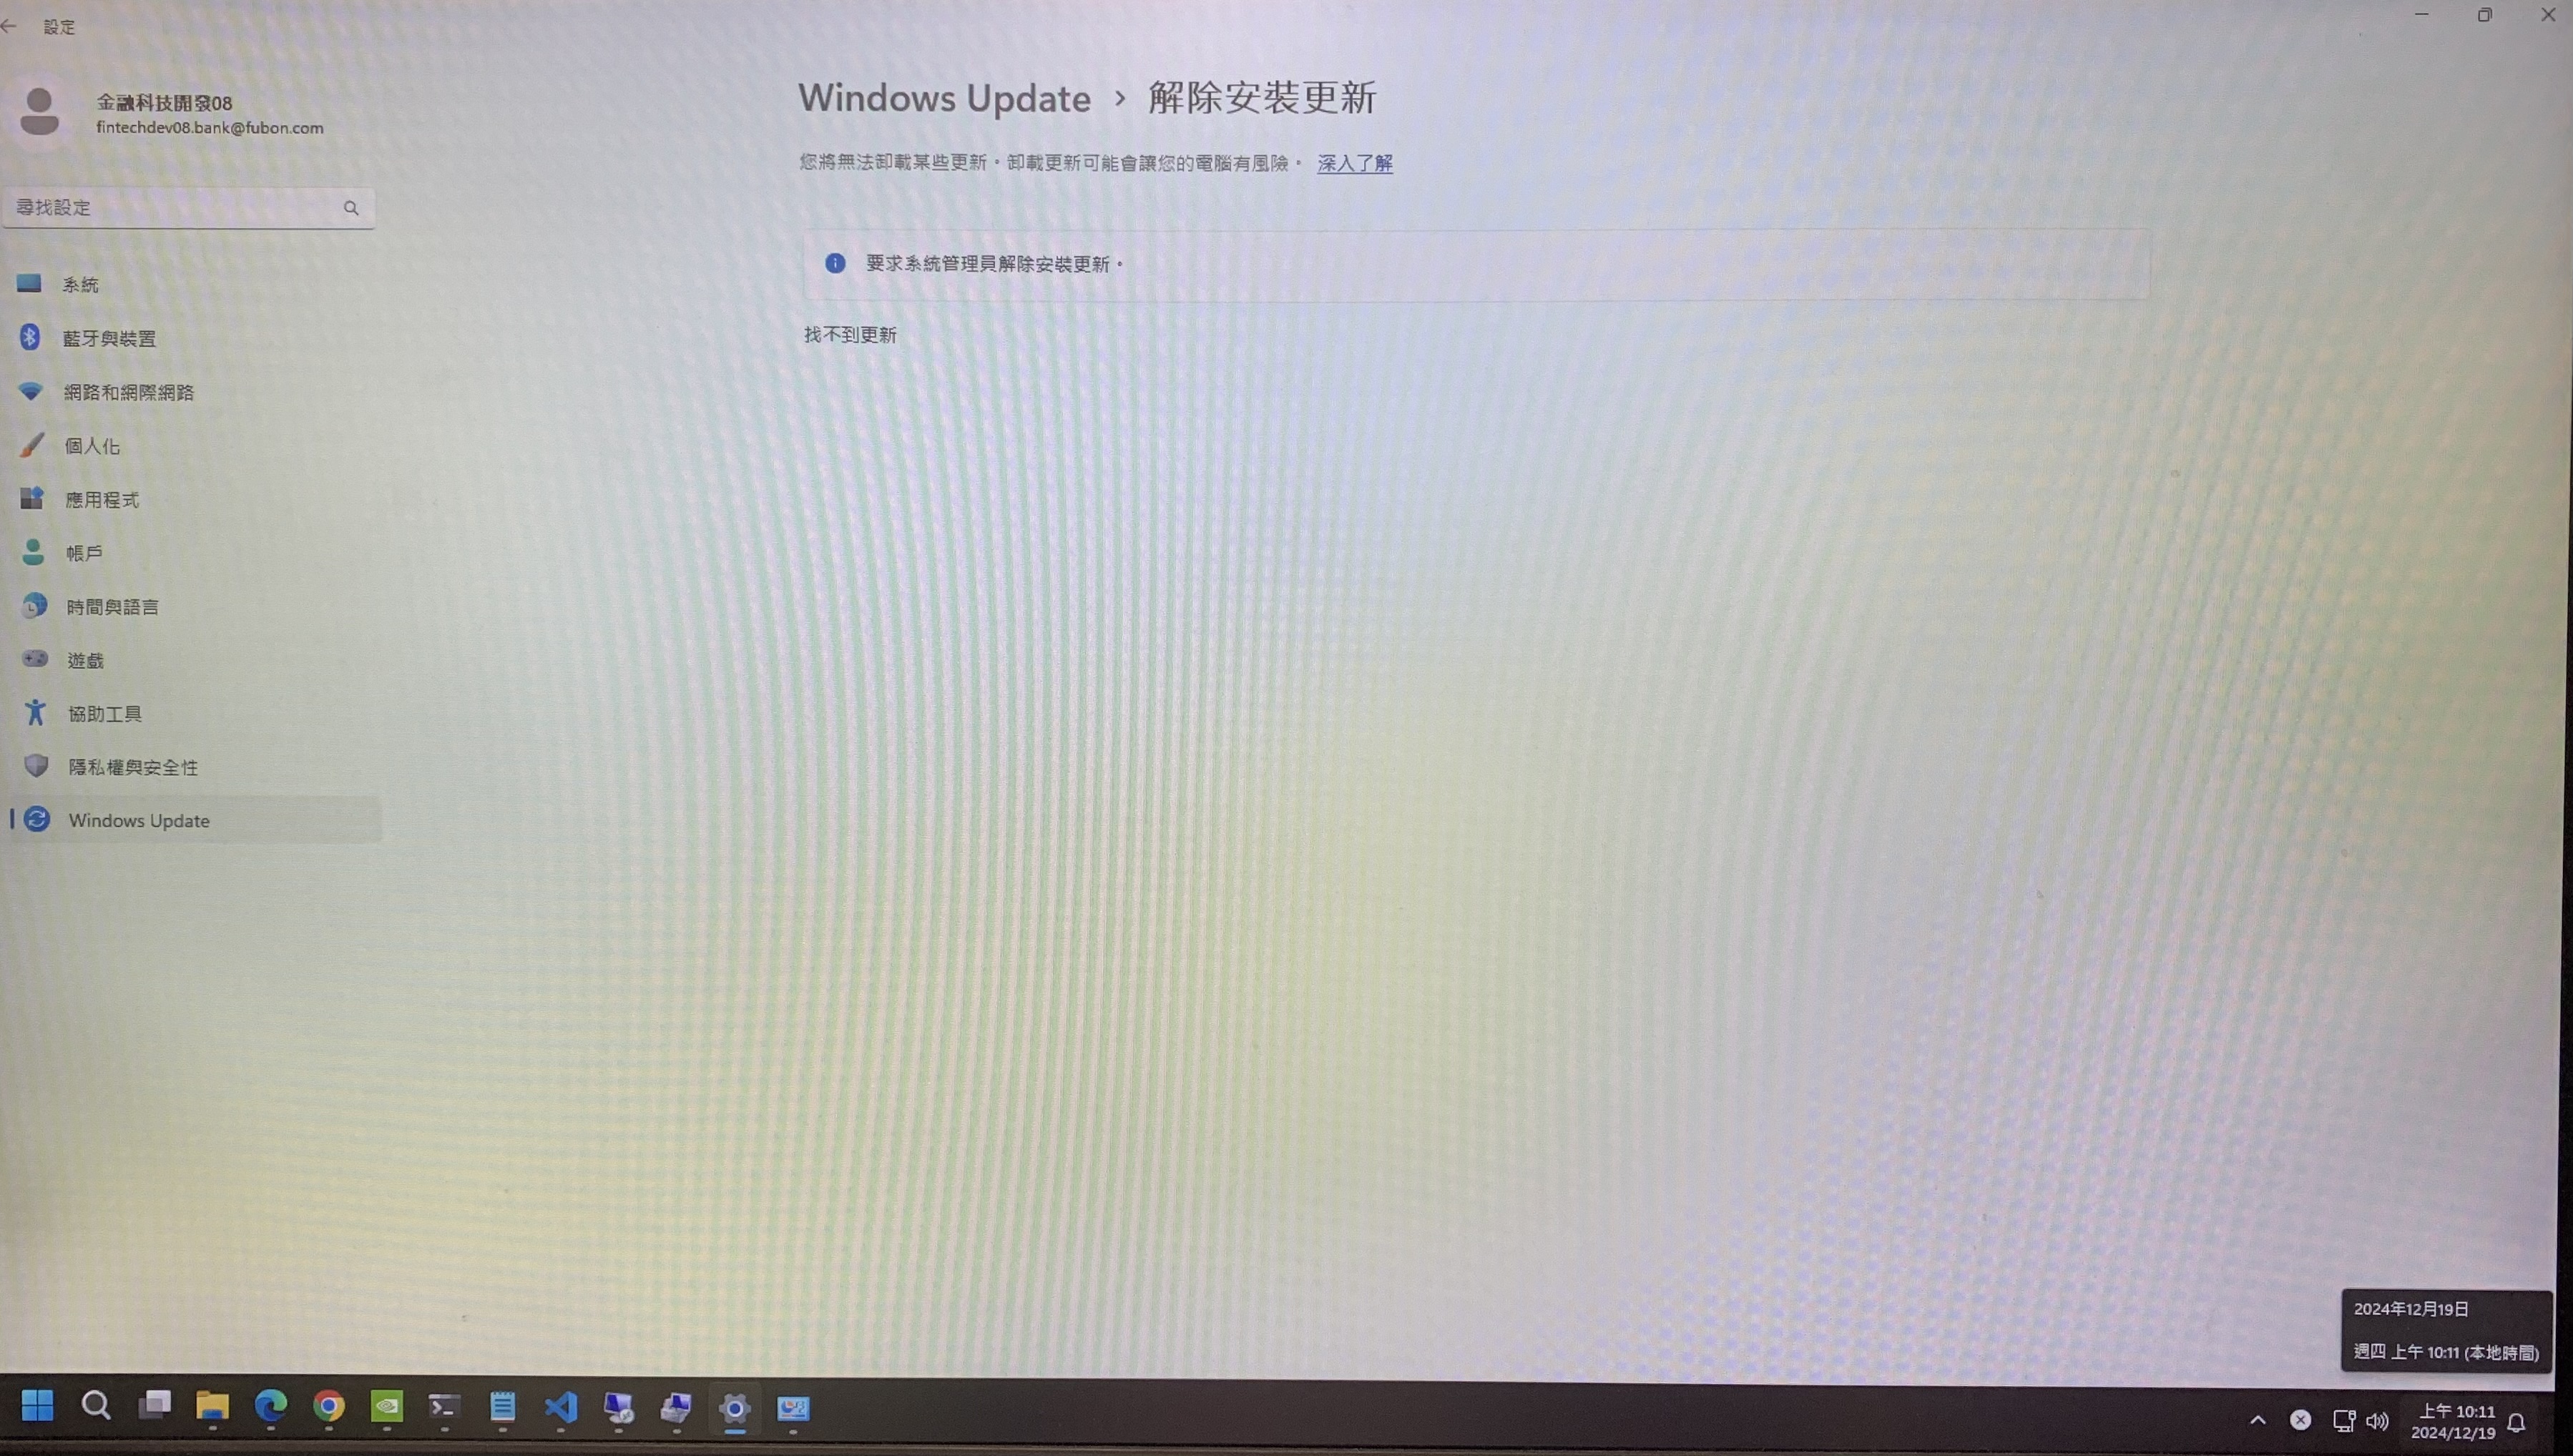 設定
金融科技開發08
fintechdev08.bank@fubon.com
尋找設定
系統
藍牙與裝置
網路和網際網路
個人化
應用程式
帳戶
時間與語言
遊戲
協助工具
隱私權與安全性
Windows Update
Windows Update › 解除安裝更新
您將無法卸載某些更新。卸載更新可能會讓您的電腦有風險。 深入了解
要求系統管理員解除安裝更新。
找不到更新
2024年12月19日
週四 上午 10:11 (本地時間)
上午 10:11
2024/12/19